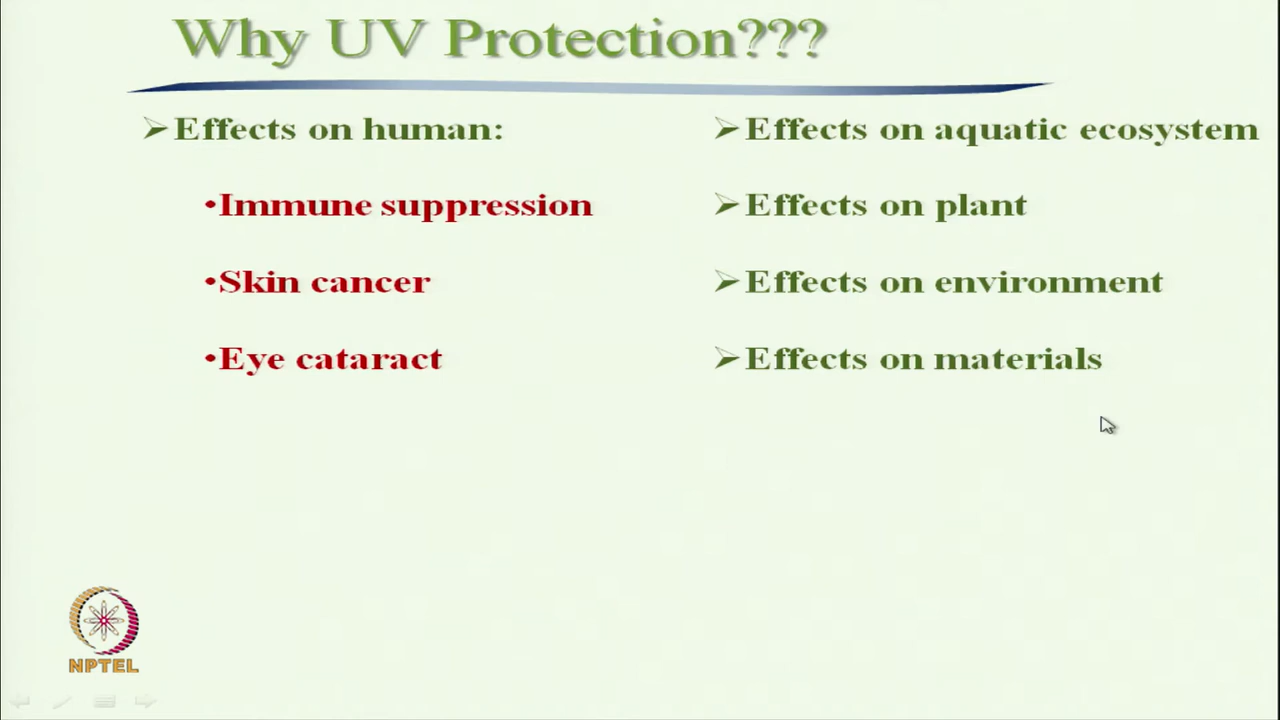 Why UV Protection???
➢Effects on human:
•Immune suppression
•Skin cancer
•Eye cataract
➢Effects on aquatic ecosystem
➢Effects on plant
➢Effects on environment
➢Effects on materials
NPTEL